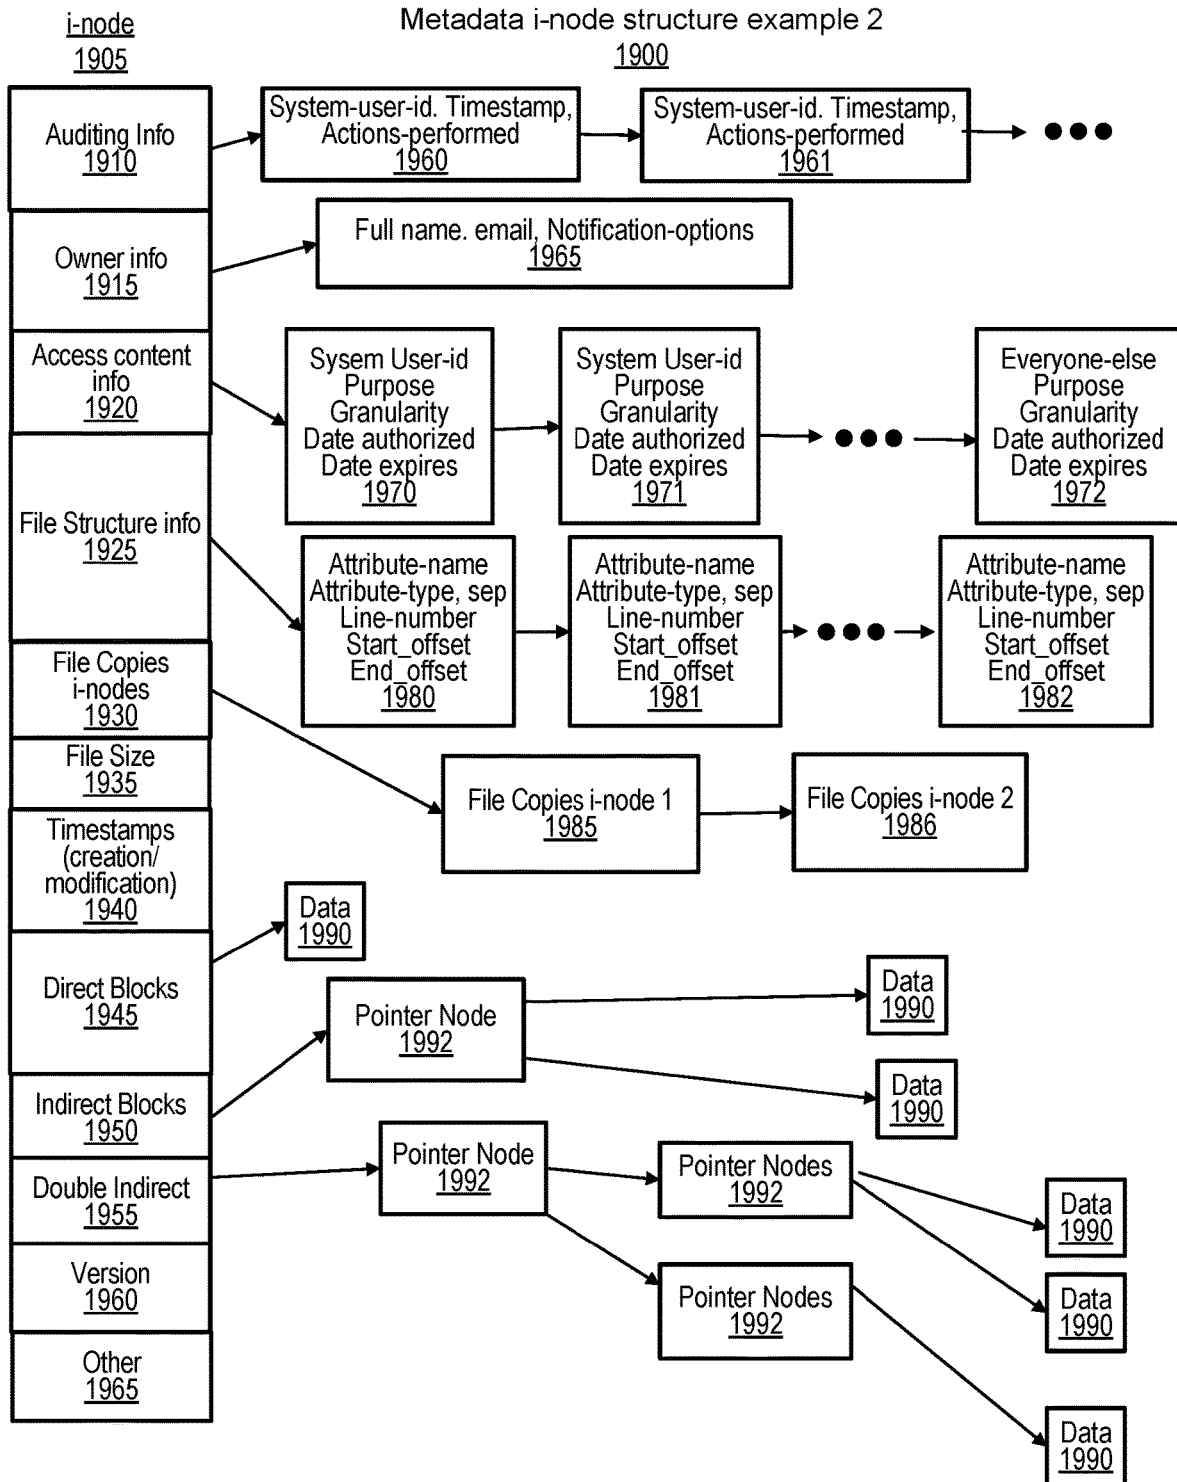 i-node
1905
Metadata i-node structure example 2
1900
Auditing Info
1910
System-user-id. Timestamp,
Actions-performed
1960
System-user-id. Timestamp,
Actions-performed
1961
Owner info
1915
Full name. email, Notification-options
1965
Access content
info
1920
Sysem User-id
Purpose
Granularity
Date authorized
Date expires
1970
System User-id
Purpose
Granularity
Date authorized
Date expires
1971
Everyone-else
Purpose
Granularity
Date authorized
Date expires
1972
File Structure info
1925
Attribute-name
Attribute-type, sep
Line-number
Start_offset
End_offset
1980
Attribute-name
Attribute-type, sep
Line-number
Start_offset
End_offset
1981
Attribute-name
Attribute-type, sep
Line-number
Start_offset
End_offset
1982
File Copies
i-nodes
1930
File Size
1935
File Copies i-node 1
1985
File Copies i-node 2
1986
Timestamps
(creation/
modification)
1940
Data
1990
Direct Blocks
1945
Pointer Node
1992
Data
1990
Data
1990
Indirect Blocks
1950
Double Indirect
1955
Pointer Node
1992
Pointer Nodes
1992
Data
1990
Version
1960
Pointer Nodes
1992
Data
1990
Other
1965
Data
1990